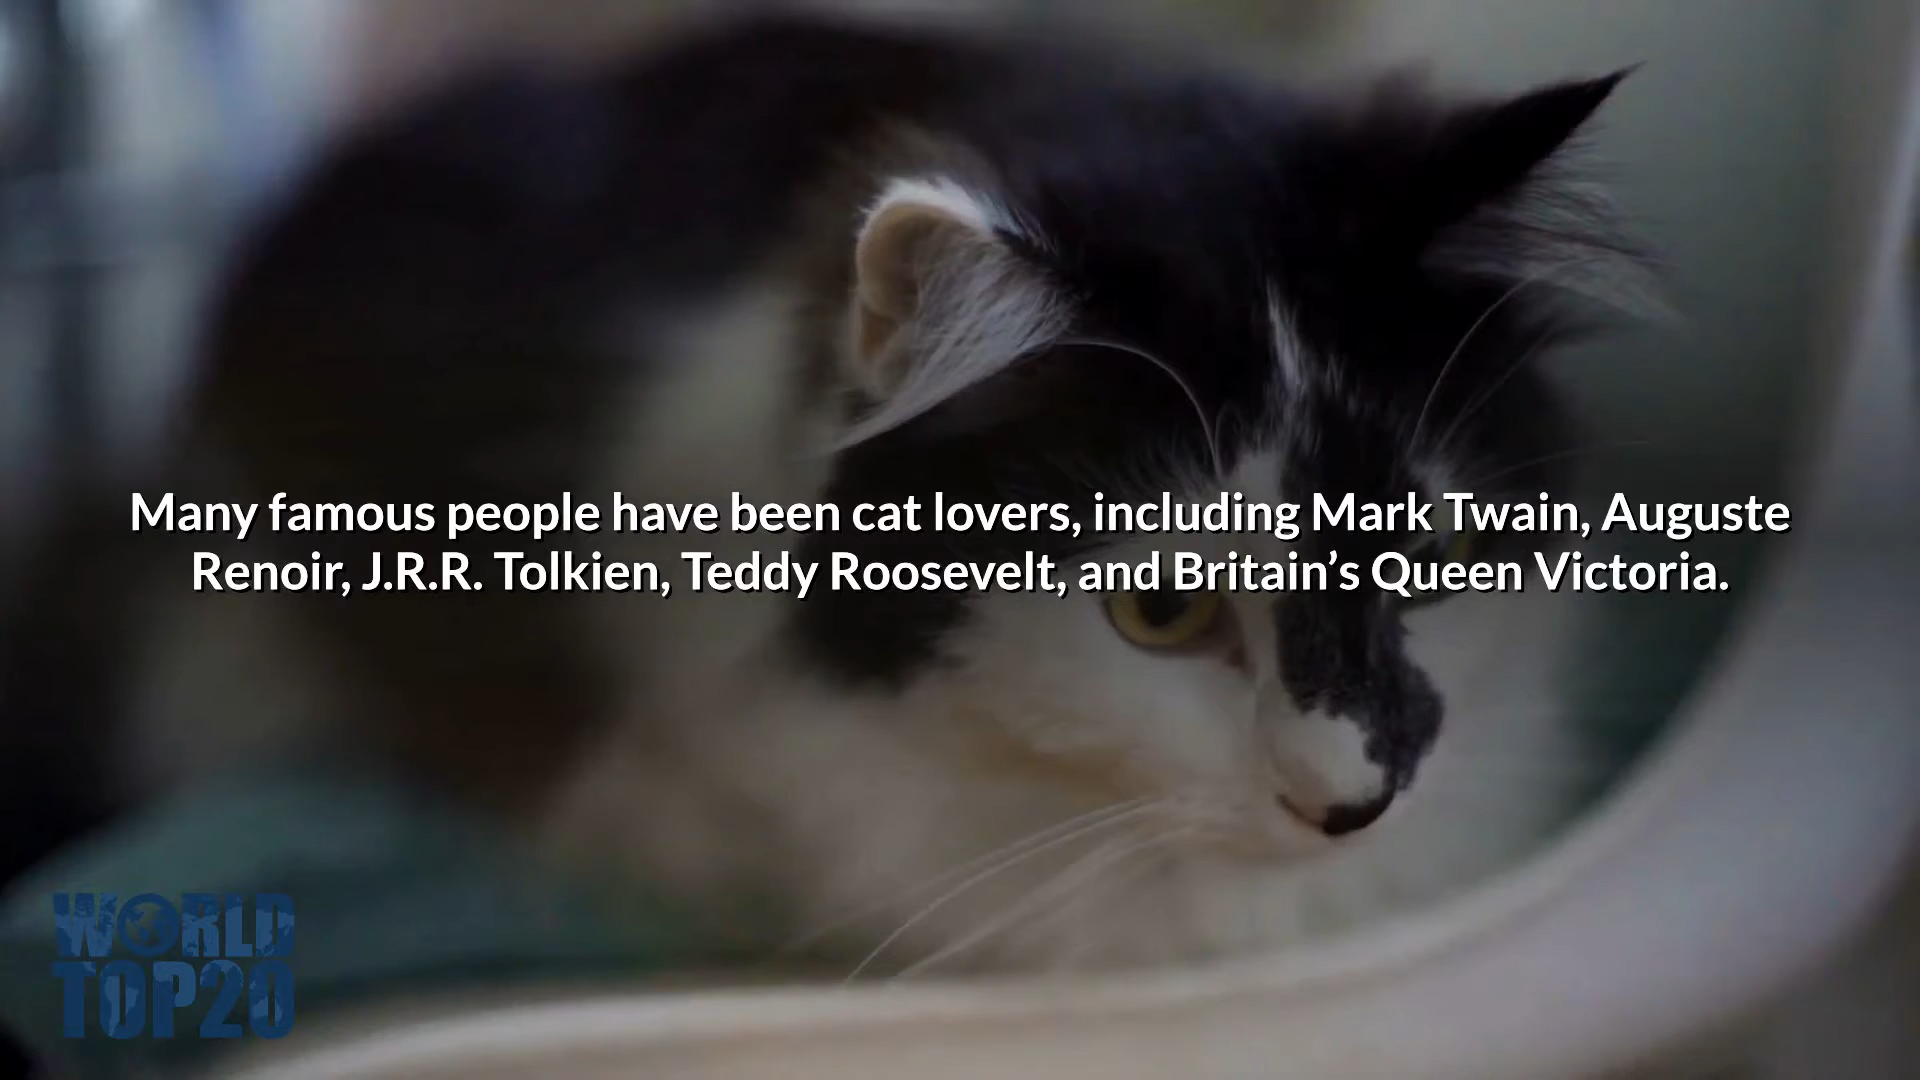 Many famous people have been cat lovers, including Mark Twain, Auguste
Renoir, J.R.R. Tolkien, Teddy Roosevelt, and Britain’s Queen Victoria.
WORLD
TOP20